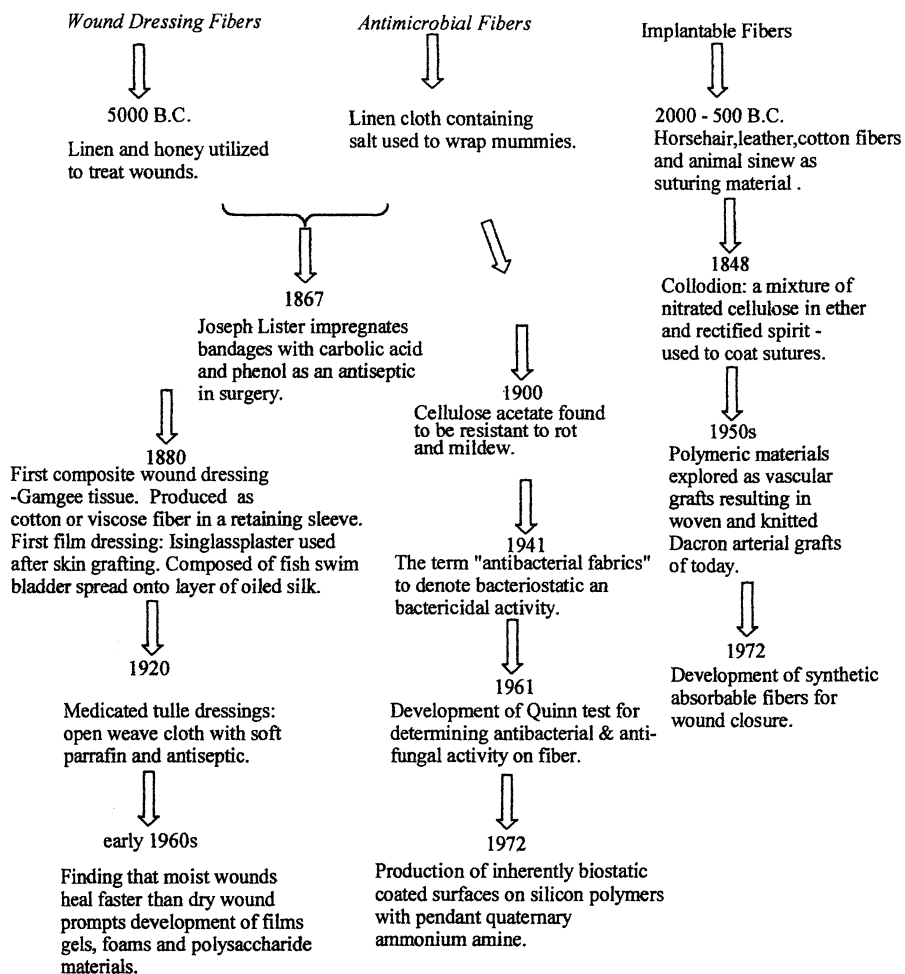 Wound Dressing Fibers
5000 B.C.
Linen and honey utilized
to treat wounds.
Antimicrobial Fibers
Linen cloth containing
salt used to wrap mummies.
1867
Joseph Lister impregnates
bandages with carbolic acid
and phenol as an antiseptic
in surgery.
1880
First composite wound dressing
-Gamgee tissue. Produced as
cotton or viscose fiber in a retaining sleeve.
First film dressing: Isinglassplaster used
after skin grafting. Composed of fish swim
bladder spread onto layer of oiled silk.
1920
Medicated tulle dressings:
open weave cloth with soft
parrafin and antiseptic.
early 1960s
Finding that moist wounds
heal faster than dry wound
prompts development of films
gels, foams and polysaccharide
materials.
1900
Cellulose acetate found
to be resistant to rot
and mildew.
1941
The term "antibacterial fabrics"
to denote bacteriostatic an
bactericidal activity.
1961
Development of Quinn test for
determining antibacterial & anti-
fungal activity on fiber.
1972
Production of inherently biostatic
coated surfaces on silicon polymers
with pendant quaternary
ammonium amine.
Implantable Fibers
2000 - 500 B.C.
Horsehair,leather,cotton fibers
and animal sinew as
suturing material .
1848
Collodion: a mixture of
nitrated cellulose in ether
and rectified spirit -
used to coat sutures.
1950s
Polymeric materials
explored as vascular
grafts resulting in
woven and knitted
Dacron arterial grafts
of today.
1972
Development of synthetic
absorbable fibers for
wound closure.